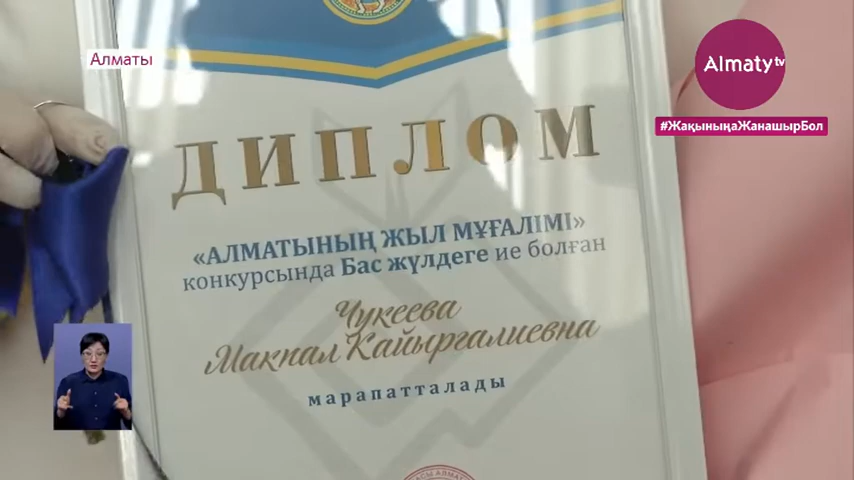 Алматы
Almaty tv
#ЖақыныңаЖанашырБол
ДИПЛОМ
«АЛМАТЫНЫҢ ЖЫЛ МҰҒАЛІМІ»
конкурсында Бас жүлдеге ие болған
Чукеева
Макпал Кайыргалиевна
марапатталады